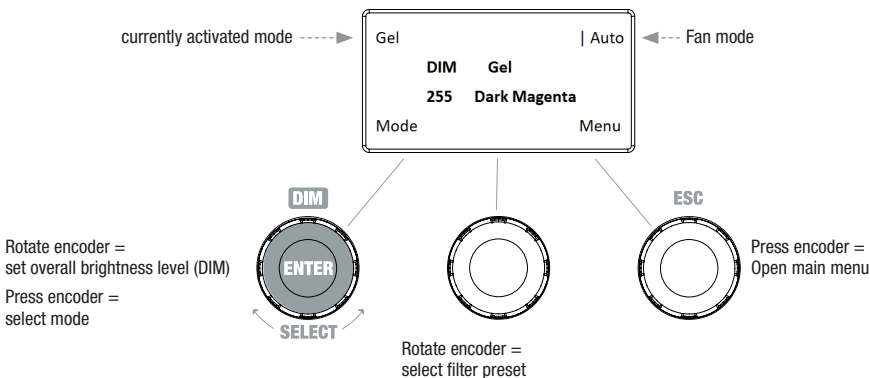 currently activated mode
Gel
| Auto
Fan mode
DIM Gel
255 Dark Magenta
Mode
Menu
DIM
ESC
Rotate encoder =
set overall brightness level (DIM)
Press encoder =
select mode
ENTER
SELECT
Rotate encoder =
select filter preset
Press encoder =
Open main menu